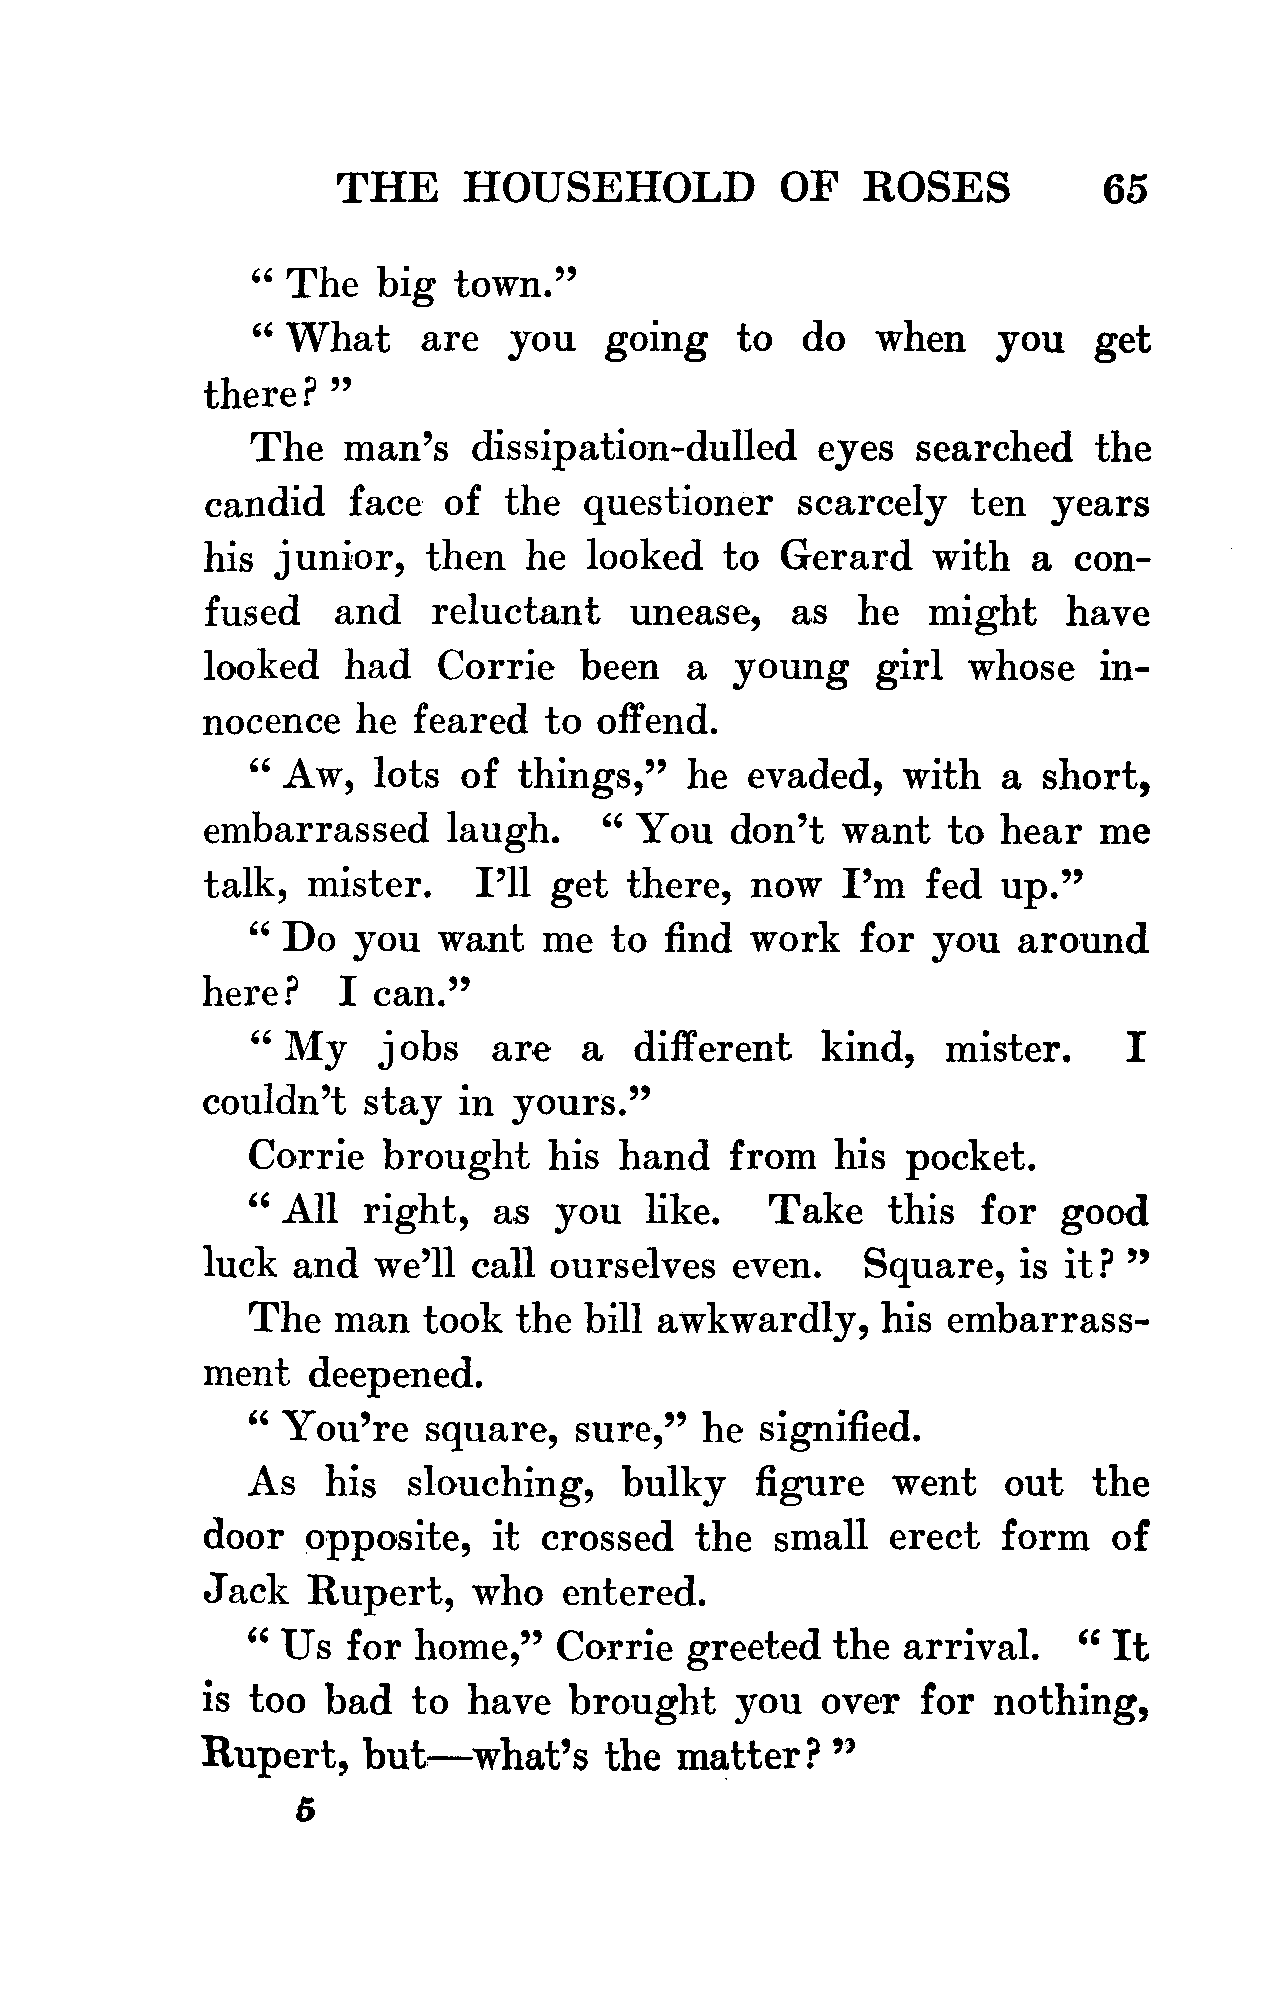 THE HOUSEHOLD OF ROSES 65
“ The big town.”
“ What are you going to do when you get
there? ”
The man’s dissipation-dulled eyes searched the
candid face of the questioner scarcely ten years
his junior, then he looked to Gerard with a con-
fused and reluctant unease, as he might have
looked had Corrie been a young girl whose in-
nocence he feared to offend.
“ Aw, lots of things,” he evaded, with a short,
embarrassed laugh. “ You don’t want to hear me
talk, mister. I’ll get there, now I’m fed up.”
“ Do you want me to find work for you around
here? I can.”
“ My jobs are a different kind, mister. I
couldn’t stay in yours.”
Corrie brought his hand from his pocket.
“ All right, as you like. Take this for good
luck and we’ll call ourselves even. Square, is it? ”
The man took the bill awkwardly, his embarrass-
ment deepened.
“ You’re square, sure,” he signified.
As his slouching, bulky figure went out the
door opposite, it crossed the small erect form of
Jack Rupert, who entered.
“ Us for home,” Corrie greeted the arrival. “ It
is too bad to have brought you over for nothing,
Rupert, but—what’s the matter? ”
5